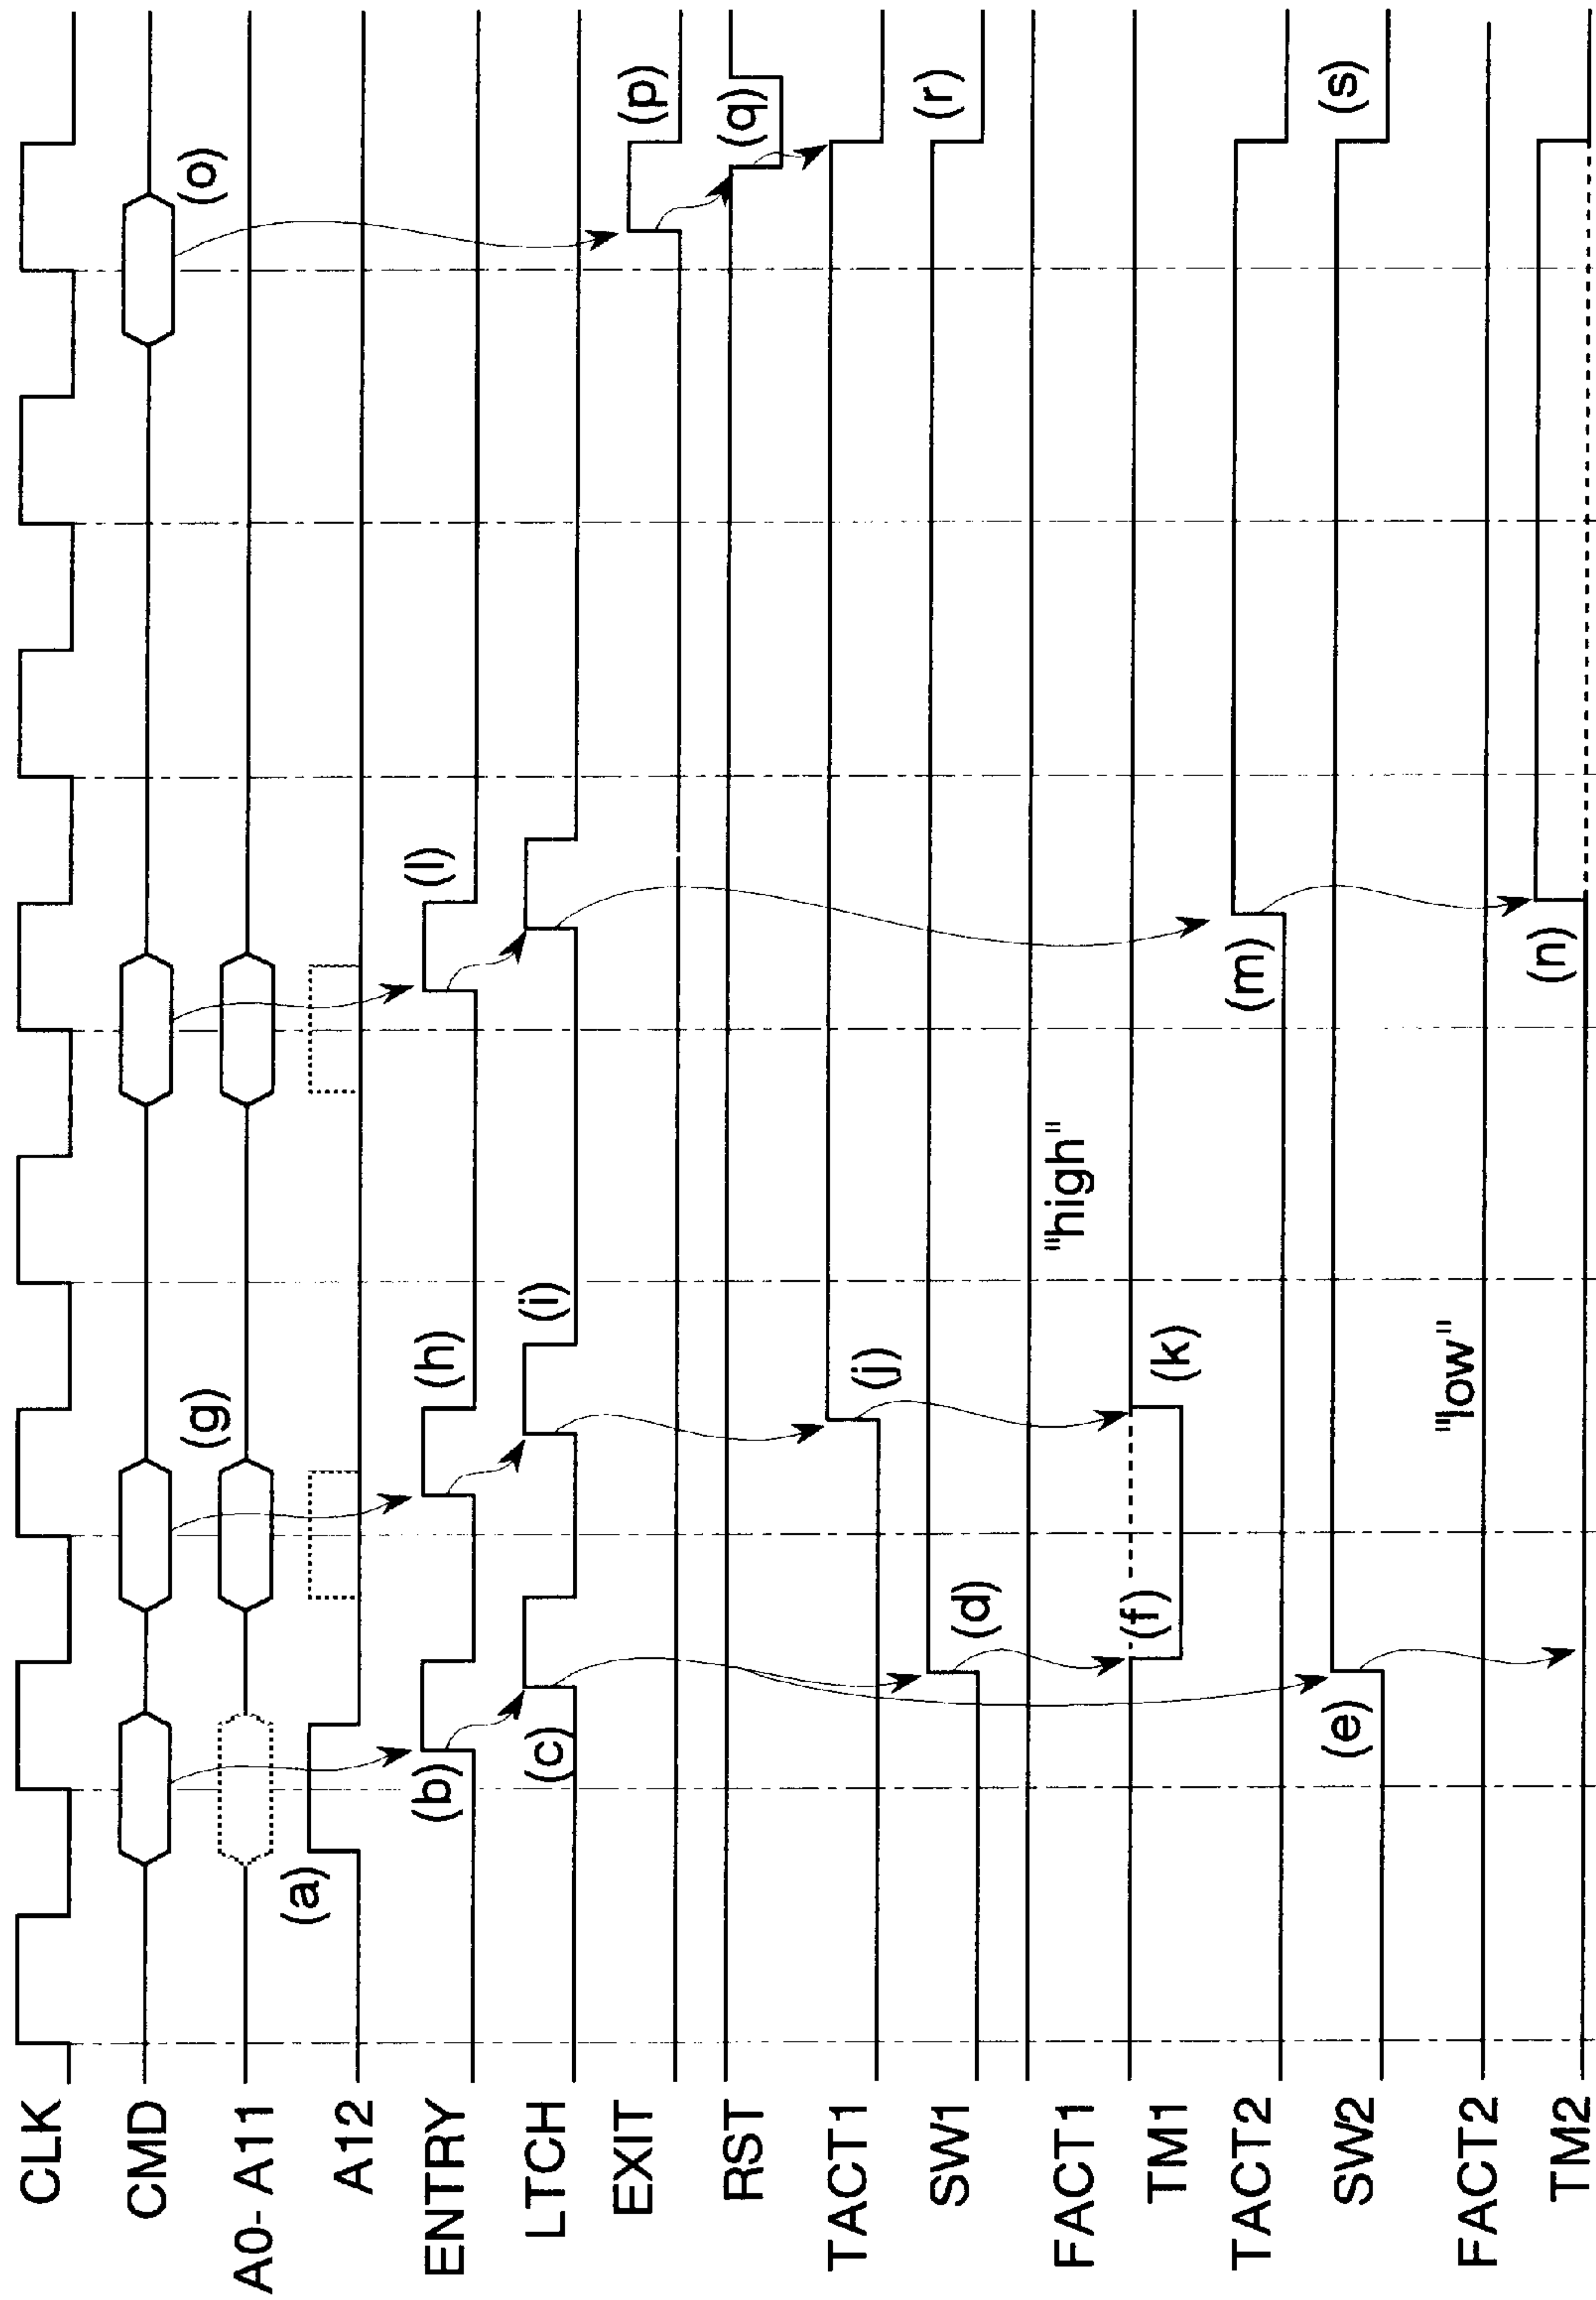 CLK
CMD
(o)
A0- A11
(g)
A12
(a)
ENTRY
(b)
(h)
(l)
LTCH
(c)
(i)
EXIT
(p)
RST
(q)
TACT1
(j)
SW1
(d)
(r)
FACT1
"high"
TM1
(f)
(k)
TACT2
(m)
SW2
(e)
(s)
FACT2
"low"
TM2
(n)